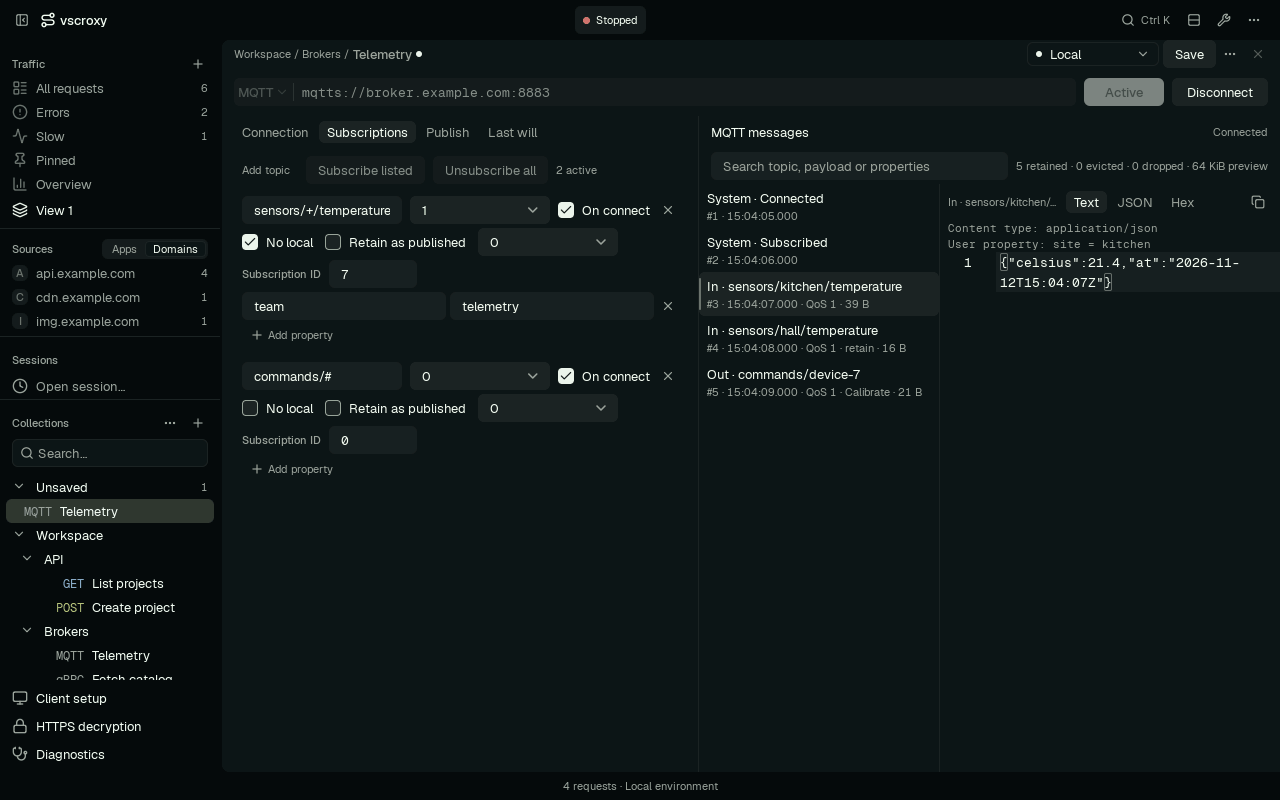 vscroxy
Stopped
Ctrl K
Traffic
All requests 6
Errors 2
Slow 1
Pinned
Overview
View 1
Sources Apps Domains
A api.example.com 4
C cdn.example.com 1
I img.example.com 1
Sessions
Open session...
Collections
Search...
Unsaved 1
MQTT Telemetry
Workspace
API
GET List projects
POST Create project
Brokers
MQTT Telemetry
gRPC Fetch catalog
Client setup
HTTPS decryption
Diagnostics
Workspace / Brokers / Telemetry
Local Save
MQTT mqtts://broker.example.com:8883 Active Disconnect
Connection Subscriptions Publish Last will
Add topic Subscribe listed Unsubscribe all 2 active
sensors/+/temperature 1 On connect
No local Retain as published 0
Subscription ID 7
team telemetry
Add property
commands/# 0 On connect
No local Retain as published 0
Subscription ID 0
Add property
MQTT messages Connected
Search topic, payload or properties 5 retained · 0 evicted · 0 dropped · 64 KiB preview
System · Connected
#1 · 15:04:05.000
System · Subscribed
#2 · 15:04:06.000
In · sensors/kitchen/temperature
#3 · 15:04:07.000 · QoS 1 · 39 B
In · sensors/hall/temperature
#4 · 15:04:08.000 · QoS 1 · retain · 16 B
Out · commands/device-7
#5 · 15:04:09.000 · QoS 1 · Calibrate · 21 B
In · sensors/kitchen/... Text JSON Hex
Content type: application/json
User property: site = kitchen
1 {"celsius":21.4,"at":"2026-11-
12T15:04:07Z"}
4 requests · Local environment